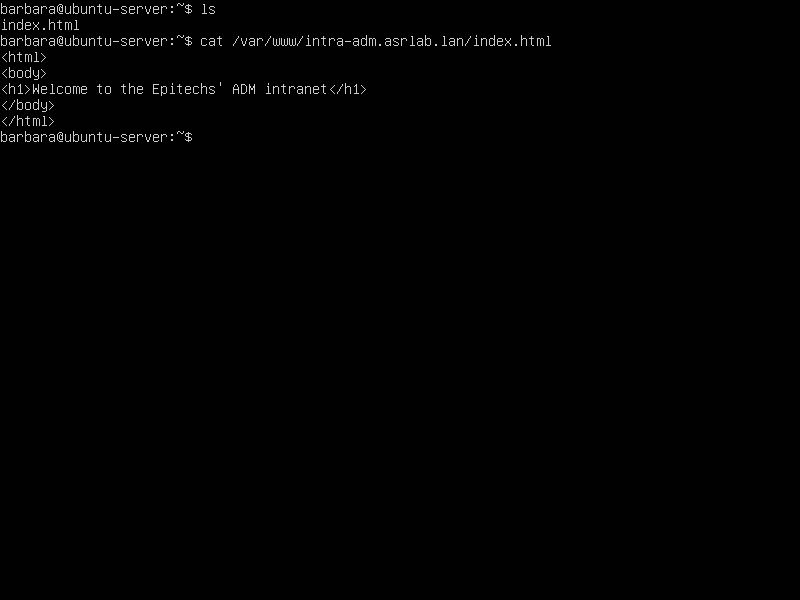 barbara@ubuntu-server:~$ ls
index.html
barbara@ubuntu-server:~$ cat /var/www/intra-adm.asrlab.lan/index.html
<html>
<body>
<h1>Welcome to the Epitechs' ADM intranet</h1>
</body>
</html>
barbara@ubuntu-server:~$